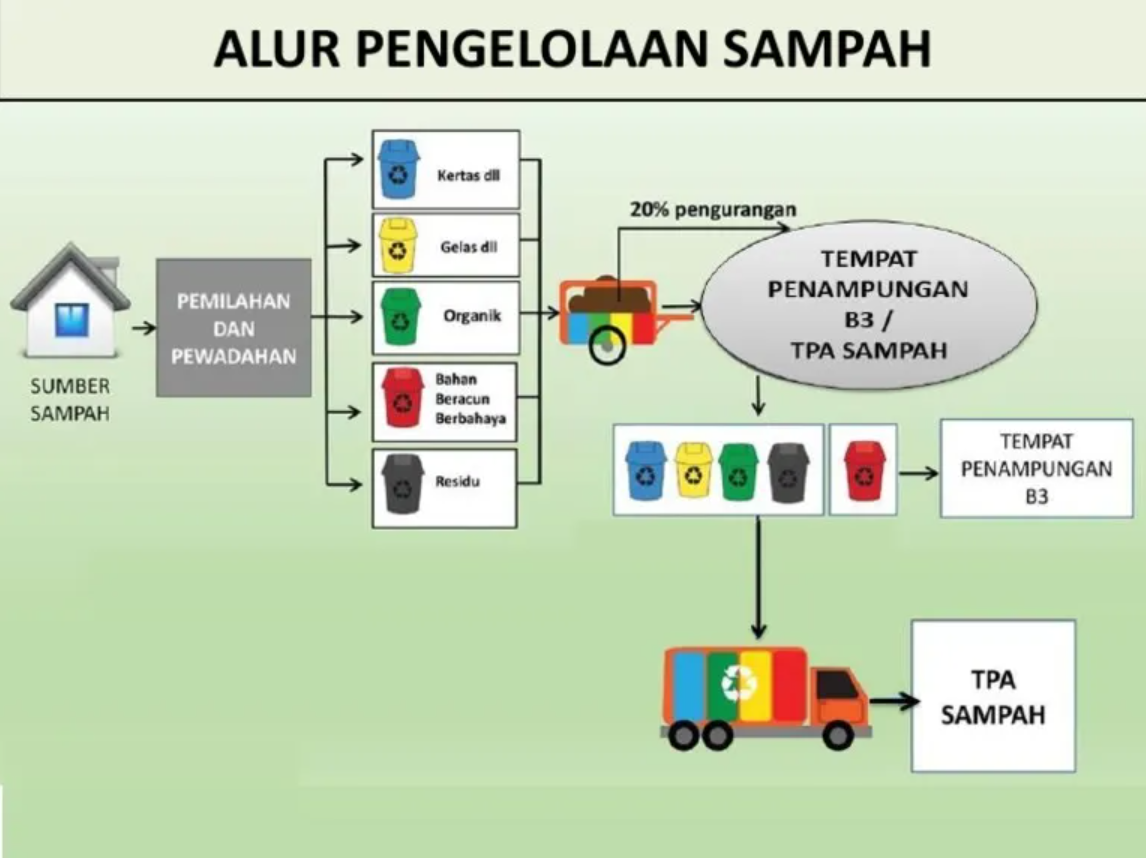 ALUR PENGELOLAAN SAMPAH
SUMBER
SAMPAH
PEMILAHAN
DAN
PEWADAHAN
Kertas dll
Gelas dll
Organik
Bahan
Beracun
Berbahaya
Residu
20% pengurangan
TEMPAT
PENAMPUNGAN
B3 /
TPA SAMPAH
TEMPAT
PENAMPUNGAN
B3
TPA
SAMPAH